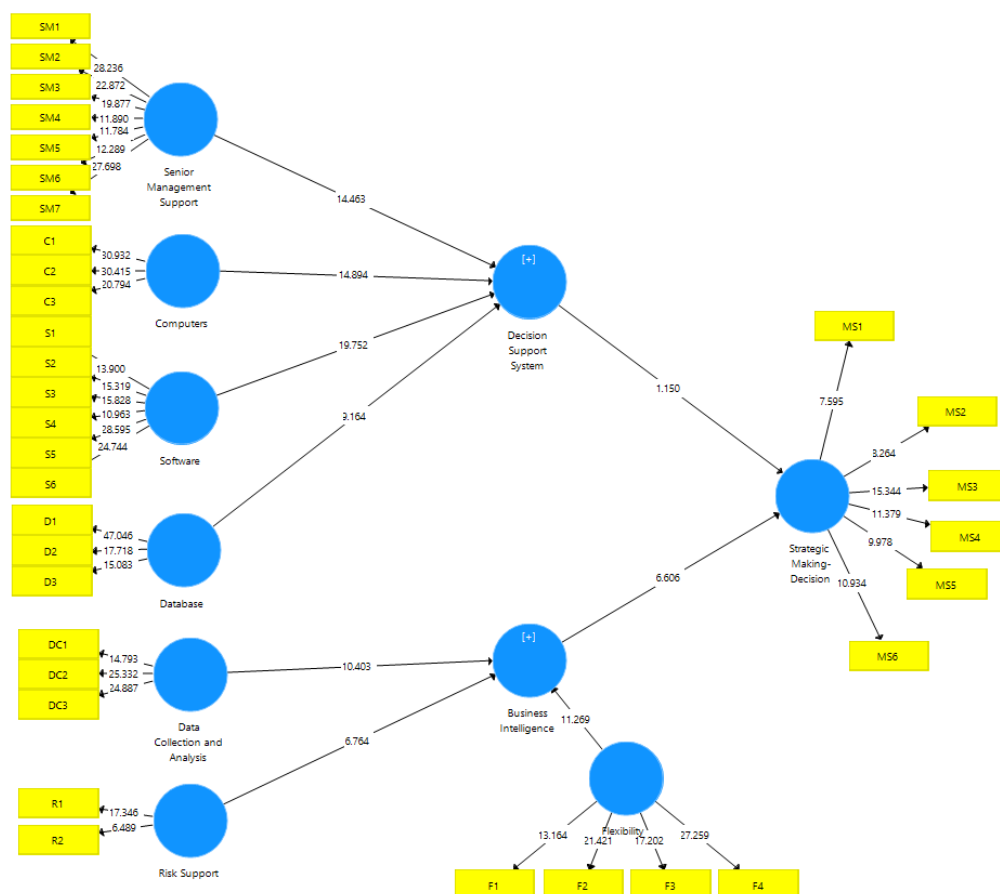 SM1
SM2
SM3
SM4
SM5
SM6
SM7
28.236
22.872
19.877
11.890
11.784
12.289
27.698
Senior
Management
Support
14.463
C1
C2
C3
30.932
30.415
20.794
Computers
14.894
[+]
Decision
Support
System
S1
S2
S3
S4
S5
S6
13.900
15.319
15.828
10.963
28.595
24.744
Software
19.752
D1
D2
D3
47.046
17.718
15.083
Database
1.150
MS1
MS2
MS3
MS4
MS5
MS6
7.595
15.344
11.379
9.978
10.934
Strategic
Making-
Decision
6.606
DC1
DC2
DC3
14.793
25.332
24.887
Data
Collection and
Analysis
10.403
[+]
Business
Intelligence
11.269
R1
R2
17.346
6.489
Risk Support
6.764
Flexibility
13.164
21.421
17.202
27.259
F1
F2
F3
F4